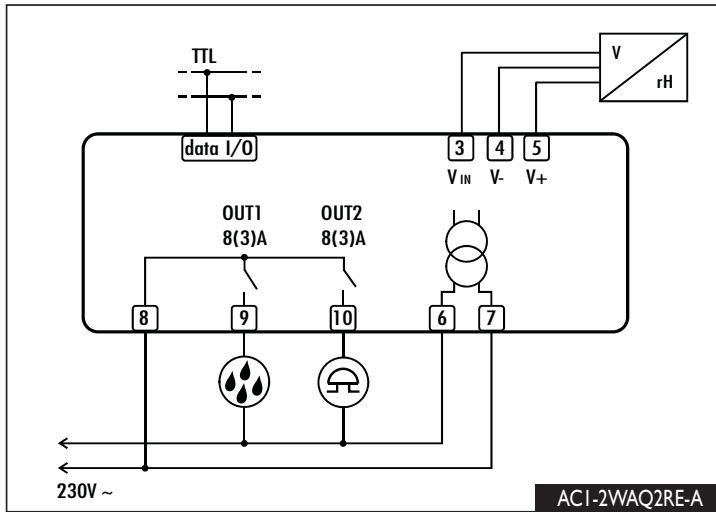 TTL
V
rH
data I/O
3 4 5
V IN V- V+
OUT1 OUT2
8(3)A 8(3)A
8 9 10 6 7
230V ~
AC1-2WAQ2RE-A